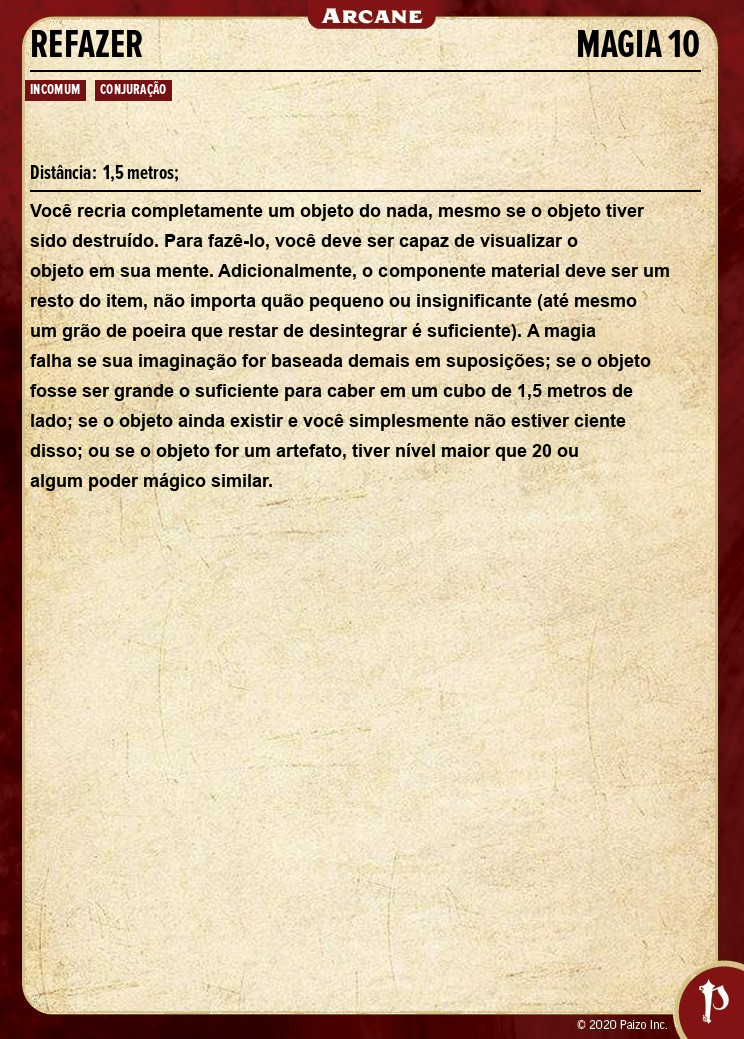 ARCANE
REFAZER MAGIA 10
INCOMUM CONJURAÇÃO
Distância: 1,5 metros;
Você recria completamente um objeto do nada, mesmo se o objeto tiver
sido destruído. Para fazê-lo, você deve ser capaz de visualizar o
objeto em sua mente. Adicionalmente, o componente material deve ser um
resto do item, não importa quão pequeno ou insignificante (até mesmo
um grão de poeira que restar de desintegrar é suficiente). A magia
falha se sua imaginação for baseada demais em suposições; se o objeto
fosse ser grande o suficiente para caber em um cubo de 1,5 metros de
lado; se o objeto ainda existir e você simplesmente não estiver ciente
disso; ou se o objeto for um artefato, tiver nível maior que 20 ou
algum poder mágico similar.
© 2020 Paizo Inc.
P